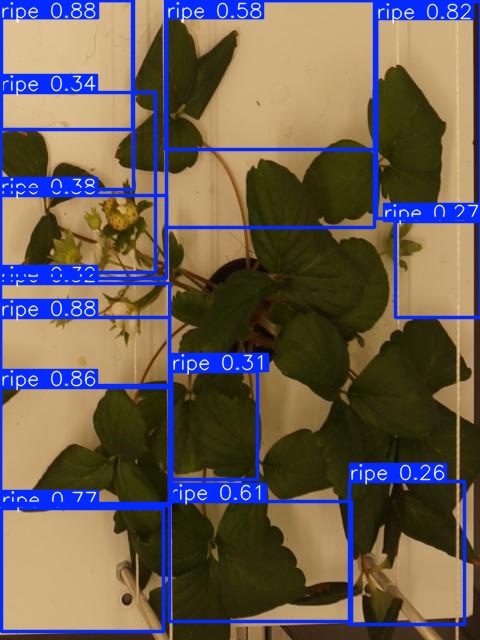 ripe 0.88
ripe 0.58
ripe 0.82
ripe 0.34
ripe 0.38
ripe 0.27
ripe 0.32
ripe 0.88
ripe 0.31
ripe 0.86
ripe 0.26
ripe 0.61
ripe 0.77